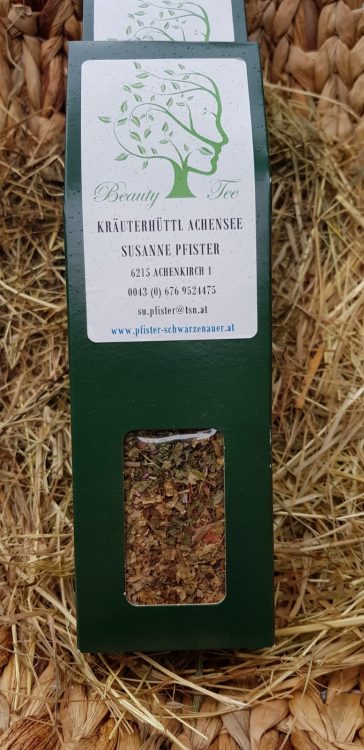 Beauty Tee
KRÄUTERHÜTTL ACHENSEE
SUSANNE PFISTER
6215 ACHENKIRCH 1
0043 (0) 676 9524475
su.pfister@tsn.at
www.pfister-schwarzenauer.at